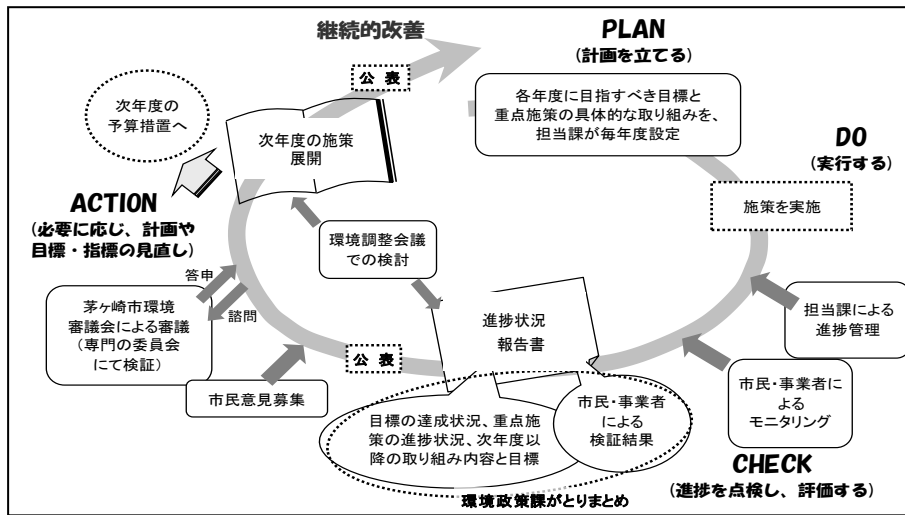 継続的改善
PLAN
(計画を立てる)
公表
各年度に目指すべき目標と
重点施策の具体的な取り組みを、
担当課が毎年度設定
次年度の
予算措置へ
次年度の施策
展開
DO
(実行する)
施策を実施
ACTION
(必要に応じ、計画や
目標・指標の見直し)
環境調整会議
での検討
答申
諮問
茅ヶ崎市環境
審議会による審議
(専門の委員会
にて検証)
進捗状況
報告書
担当課による
進捗管理
公表
市民意見募集
市民・事業者に
よる
モニタリング
目標の達成状況、重点施
策の進捗状況、次年度以
降の取り組み内容と目標
市民・事業者
による
検証結果
CHECK
(進捗を点検し、評価する)
環境政策課がとりまとめ